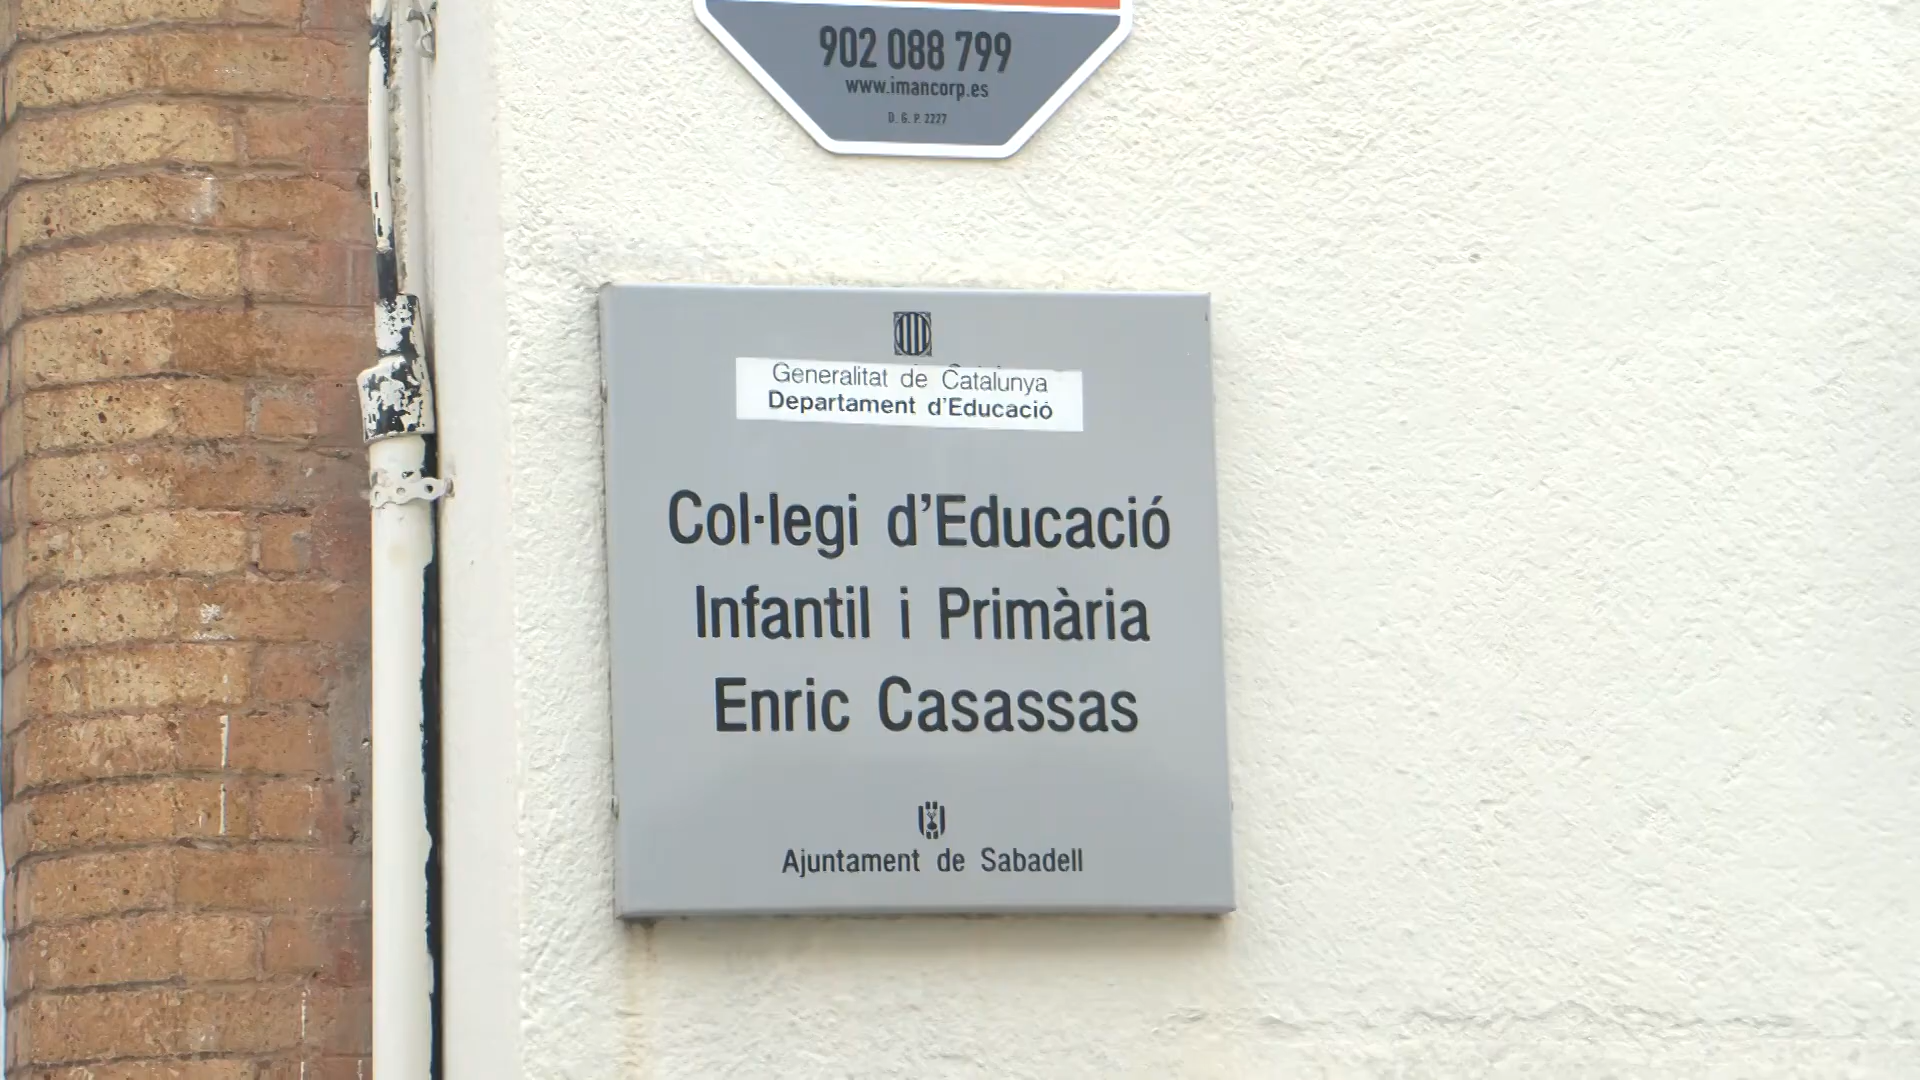 902 088 799
www.imancorp.es
D. G. P. 2227
Generalitat de Catalunya
Departament d'Educació
Col·legi d'Educació
Infantil i Primària
Enric Casassas
Ajuntament de Sabadell